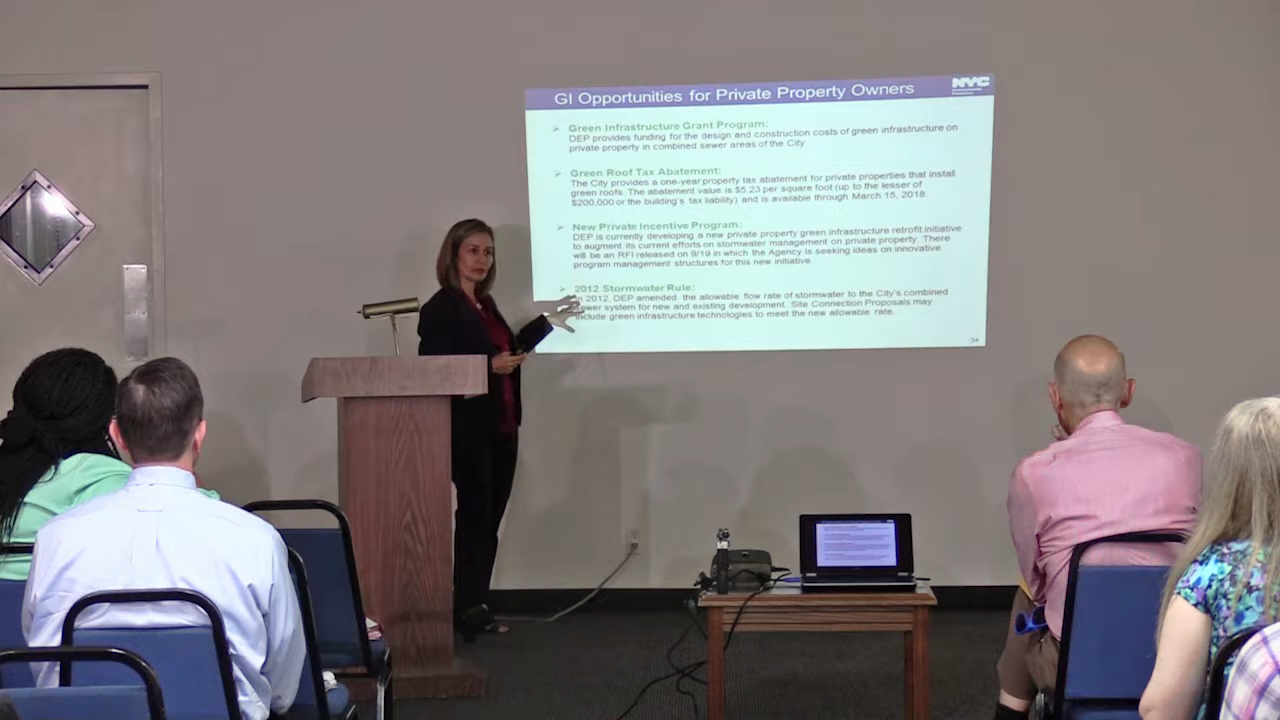 GI Opportunities for Private Property Owners
NYC
Green Infrastructure Grant Program:
DEP provides funding for the design and construction costs of green infrastructure on
private property in combined sewer areas of the City
Green Roof Tax Abatement:
The City provides a one-year property tax abatement for private properties that install
green roofs. The abatement value is $5.23 per square foot (up to the lesser of
$200,000 or the building's tax liability) and is available through March 15, 2018.
New Private Incentive Program:
DEP is currently developing a new private property green infrastructure retrofit initiative
to augment its current efforts on stormwater management on private property. There
will be an RFI released on 9/19 in which the Agency is seeking ideas on innovative
program management structures for this new initiative.
2012 Stormwater Rule:
In 2012, DEP amended the allowable flow rate of stormwater to the City's combined
sewer system for new and existing development. Site Connection Proposals may
include green infrastructure technologies to meet the new allowable rate.
34